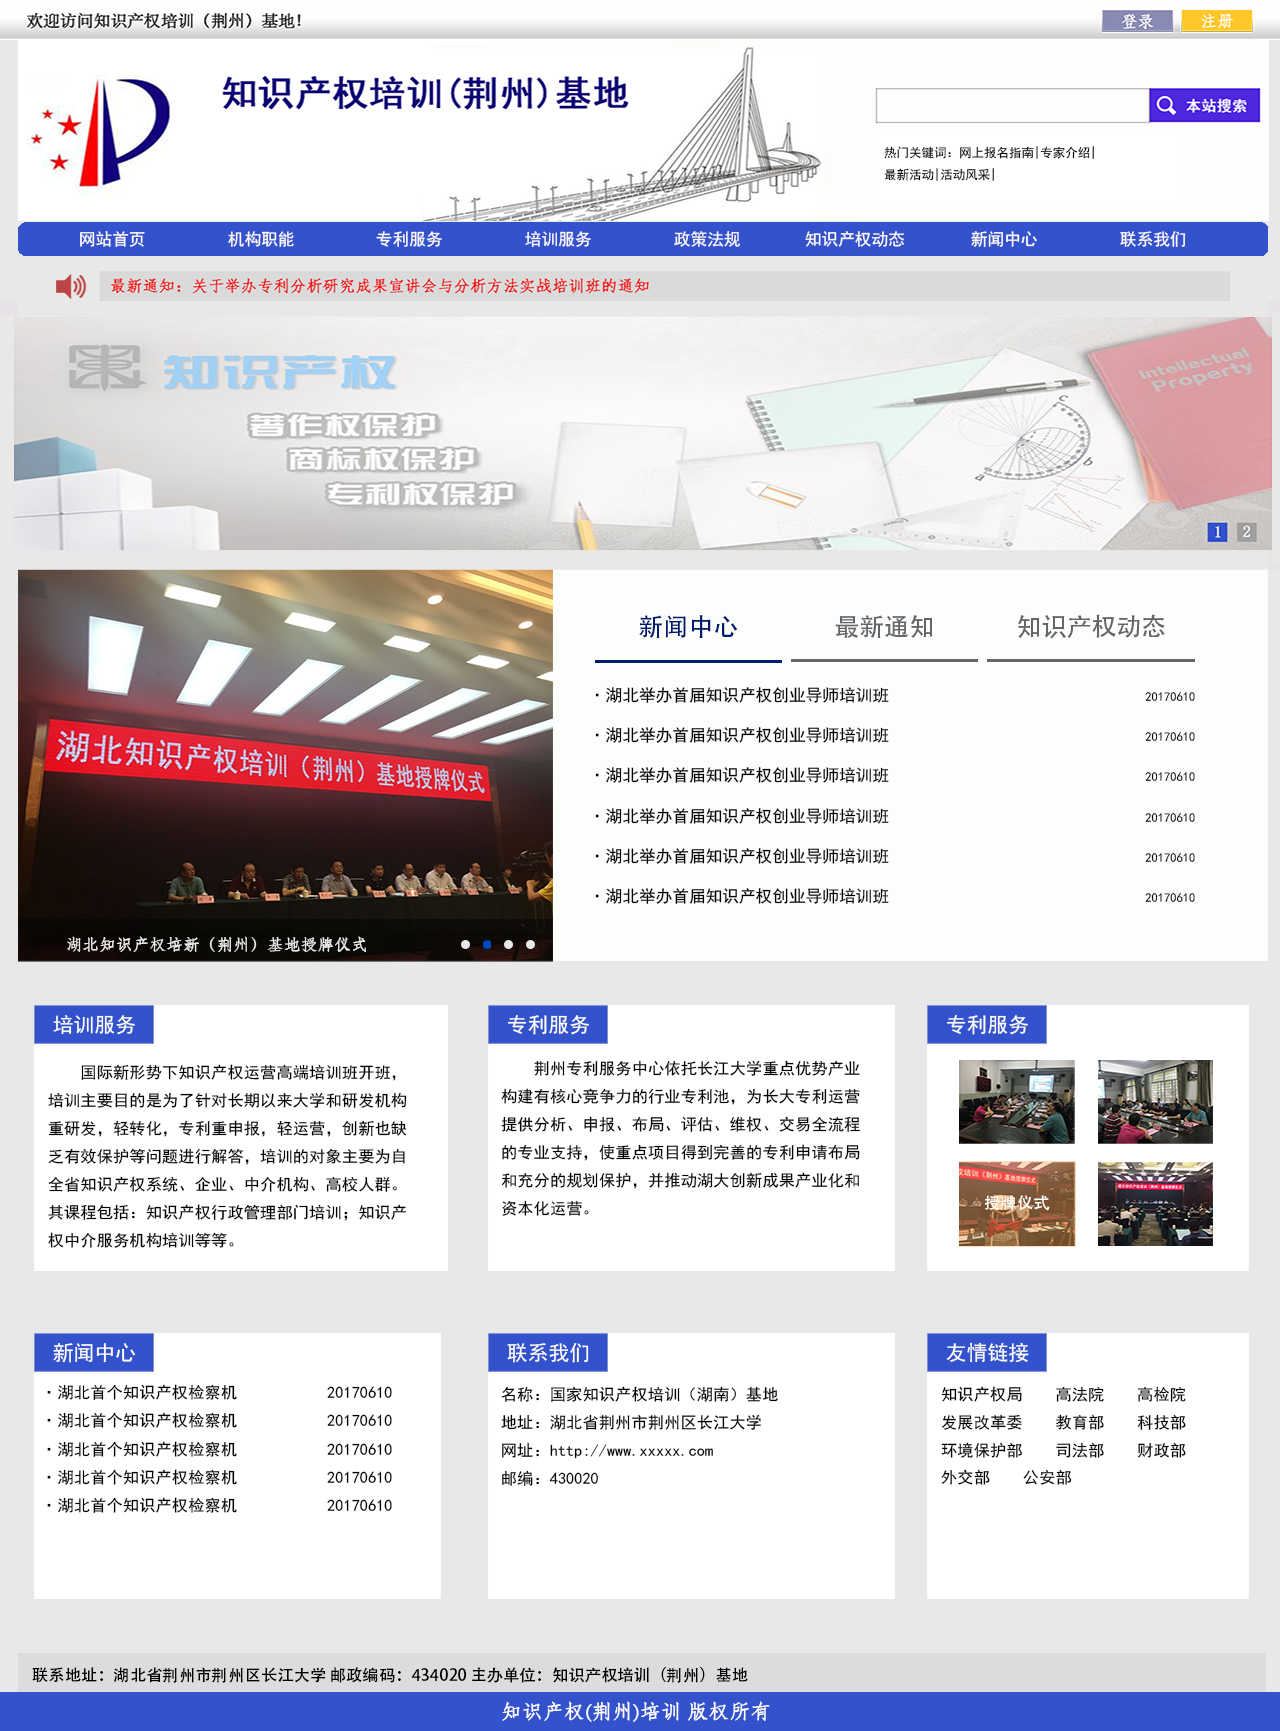 欢迎访问知识产权培训（荆州）基地！
登录 注册
知识产权培训(荆州)基地
本站搜索
热门关键词：网上报名指南|专家介绍|
最新活动|活动风采|
网站首页 机构职能 专利服务 培训服务 政策法规 知识产权动态 新闻中心 联系我们
最新通知：关于举办专利分析研究成果宣讲会与分析方法实战培训班的通知
知识产权
著作权保护
商标权保护
专利权保护
Intellectual
Property
1 2
湖北知识产权培训（荆州）基地授牌仪式
湖北知识产权培新（荆州）基地授牌仪式
新闻中心 最新通知 知识产权动态
·湖北举办首届知识产权创业导师培训班 20170610
·湖北举办首届知识产权创业导师培训班 20170610
·湖北举办首届知识产权创业导师培训班 20170610
·湖北举办首届知识产权创业导师培训班 20170610
·湖北举办首届知识产权创业导师培训班 20170610
·湖北举办首届知识产权创业导师培训班 20170610
培训服务
国际新形势下知识产权运营高端培训班开班，
培训主要目的是为了针对长期以来大学和研发机构
重研发，轻转化，专利重申报，轻运营，创新也缺
乏有效保护等问题进行解答，培训的对象主要为自
全省知识产权系统、企业、中介机构、高校人群。
其课程包括：知识产权行政管理部门培训；知识产
权中介服务机构培训等等。
专利服务
荆州专利服务中心依托长江大学重点优势产业
构建有核心竞争力的行业专利池，为长大专利运营
提供分析、申报、布局、评估、维权、交易全流程
的专业支持，使重点项目得到完善的专利申请布局
和充分的规划保护，并推动湖大创新成果产业化和
资本化运营。
专利服务
权培训（荆州）基地授牌仪式
授牌仪式
湖北知识产权培训（荆州）基地授牌仪式
新闻中心
·湖北首个知识产权检察机 20170610
·湖北首个知识产权检察机 20170610
·湖北首个知识产权检察机 20170610
·湖北首个知识产权检察机 20170610
·湖北首个知识产权检察机 20170610
联系我们
名称：国家知识产权培训（湖南）基地
地址：湖北省荆州市荆州区长江大学
网址：http://www.xxxxx.com
邮编：430020
友情链接
知识产权局 高法院 高检院
发展改革委 教育部 科技部
环境保护部 司法部 财政部
外交部 公安部
联系地址：湖北省荆州市荆州区长江大学 邮政编码：434020 主办单位：知识产权培训（荆州）基地
知识产权(荆州)培训 版权所有